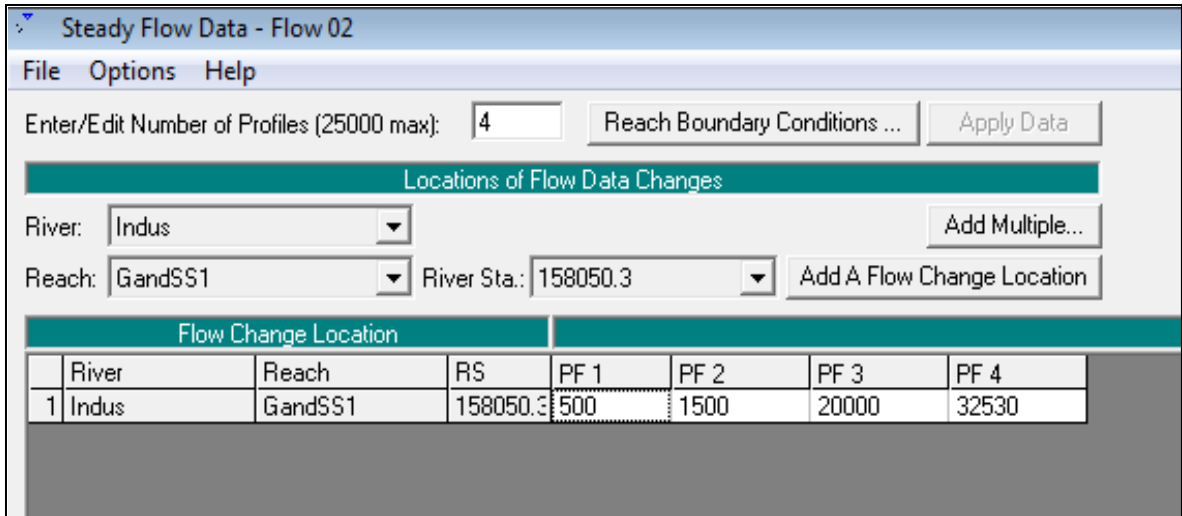 Steady Flow Data - Flow 02
File Options Help
Enter/Edit Number of Profiles (25000 max): 4 Reach Boundary Conditions ... Apply Data
Locations of Flow Data Changes
River: Indus Add Multiple...
Reach: GandSS1 River Sta.: 158050.3 Add A Flow Change Location
Flow Change Location
River Reach RS PF 1 PF 2 PF 3 PF 4
1 Indus GandSS1 158050.3 500 1500 20000 32530